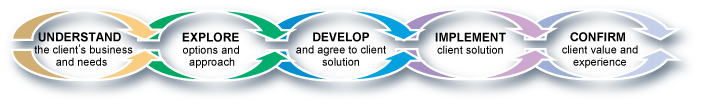 UNDERSTAND
the client's business
and needs
EXPLORE
options and
approach
DEVELOP
and agree to client
solution
IMPLEMENT
client solution
CONFIRM
client value and
experience